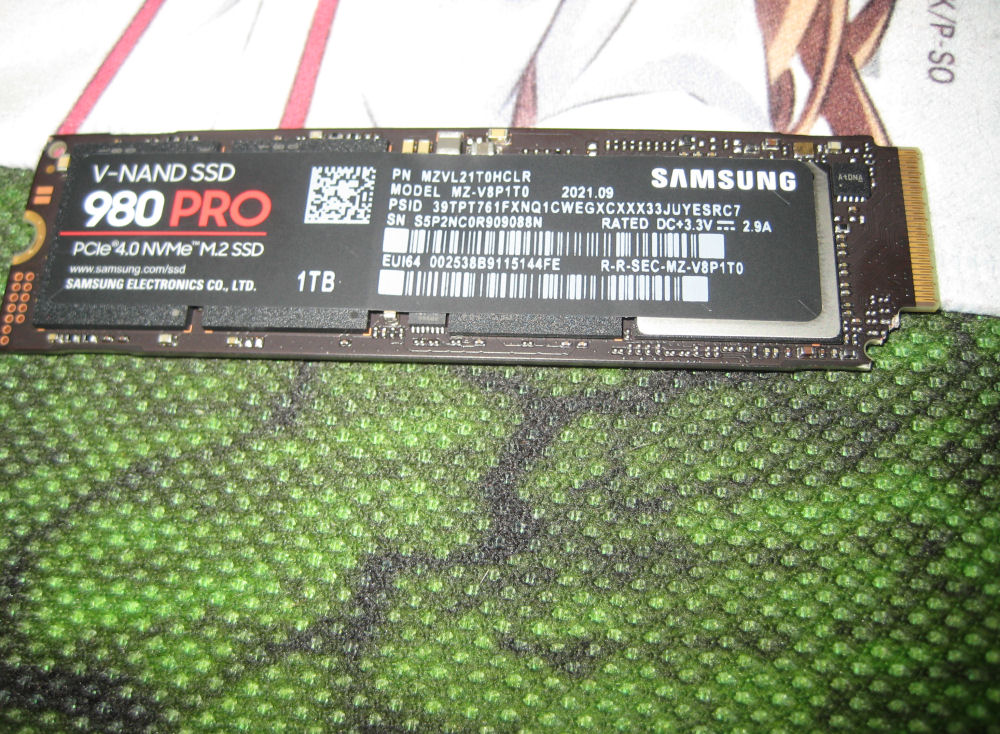 K/P-SO
V-NAND SSD
980 PRO
PCIe® 4.0 NVMe™ M.2 SSD
www.samsung.com/ssd
SAMSUNG ELECTRONICS CO., LTD.
1TB
PN MZVL21T0HCLR
MODEL MZ-V8P1T0 2021.09
SAMSUNG
PSID 39TPT761FXNQ1CWEGXCXXX33JUYESRC7
SN S5P2NC0R909088N RATED DC+3.3V⎓ 2.9A
EUI64 002538B9115144FE R-R-SEC-MZ-V8P1T0